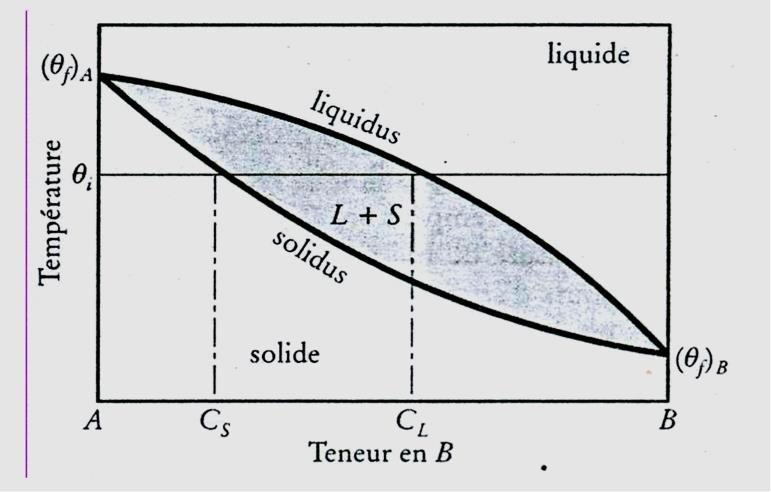 liquide
(θf)A
liquidus
Température
θi
L + S
solidus
solide
(θf)B
A
CS
CL
B
Teneur en B